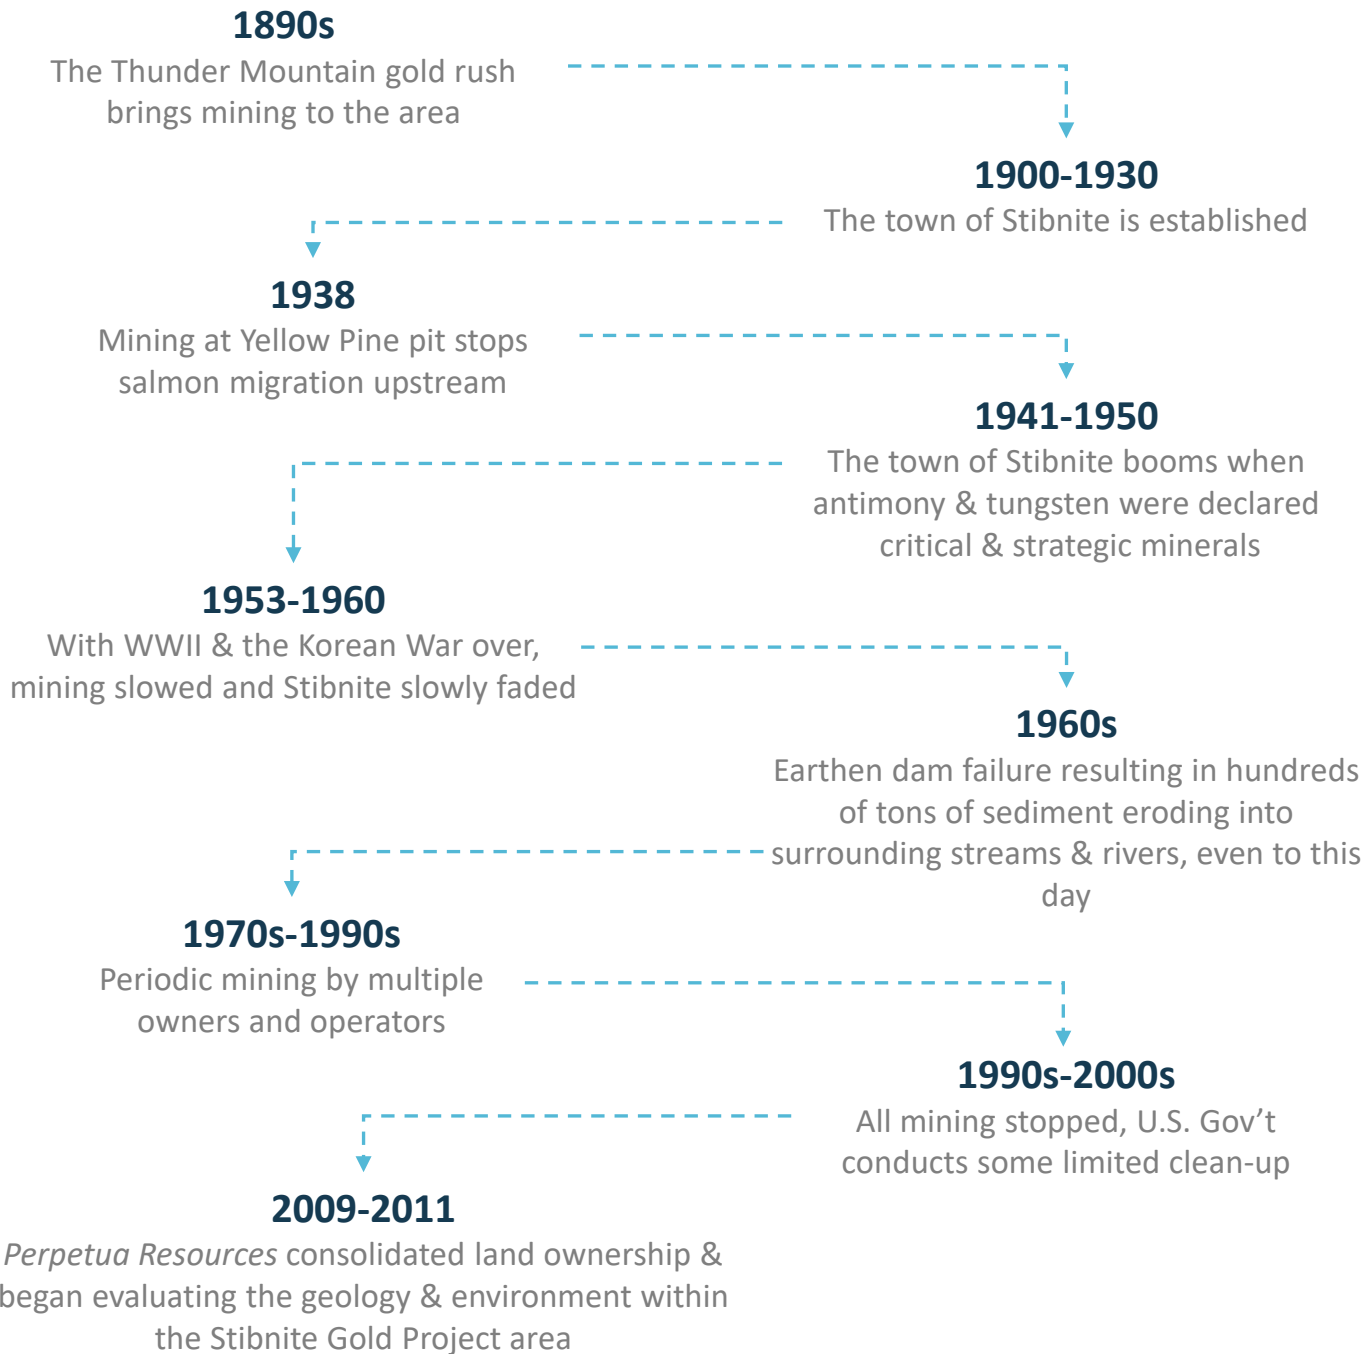 1890s
The Thunder Mountain gold rush
brings mining to the area
1900-1930
The town of Stibnite is established
1938
Mining at Yellow Pine pit stops
salmon migration upstream
1941-1950
The town of Stibnite booms when
antimony & tungsten were declared
critical & strategic minerals
1953-1960
With WWII & the Korean War over,
mining slowed and Stibnite slowly faded
1960s
Earthen dam failure resulting in hundreds
of tons of sediment eroding into
surrounding streams & rivers, even to this
day
1970s-1990s
Periodic mining by multiple
owners and operators
1990s-2000s
All mining stopped, U.S. Gov’t
conducts some limited clean-up
2009-2011
Perpetua Resources consolidated land ownership &
began evaluating the geology & environment within
the Stibnite Gold Project area